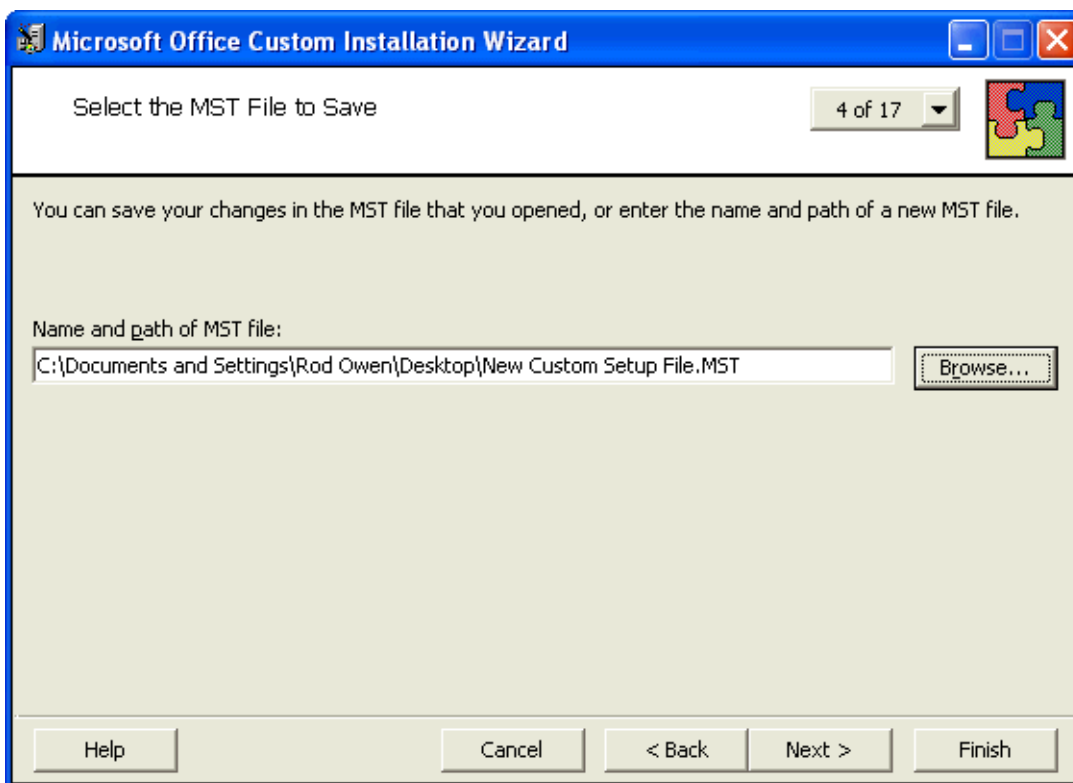 Microsoft Office Custom Installation Wizard
Select the MST File to Save
4 of 17
You can save your changes in the MST file that you opened, or enter the name and path of a new MST file.
Name and path of MST file:
C:\Documents and Settings\Rod Owen\Desktop\New Custom Setup File.MST
Browse...
Help Cancel < Back Next > Finish